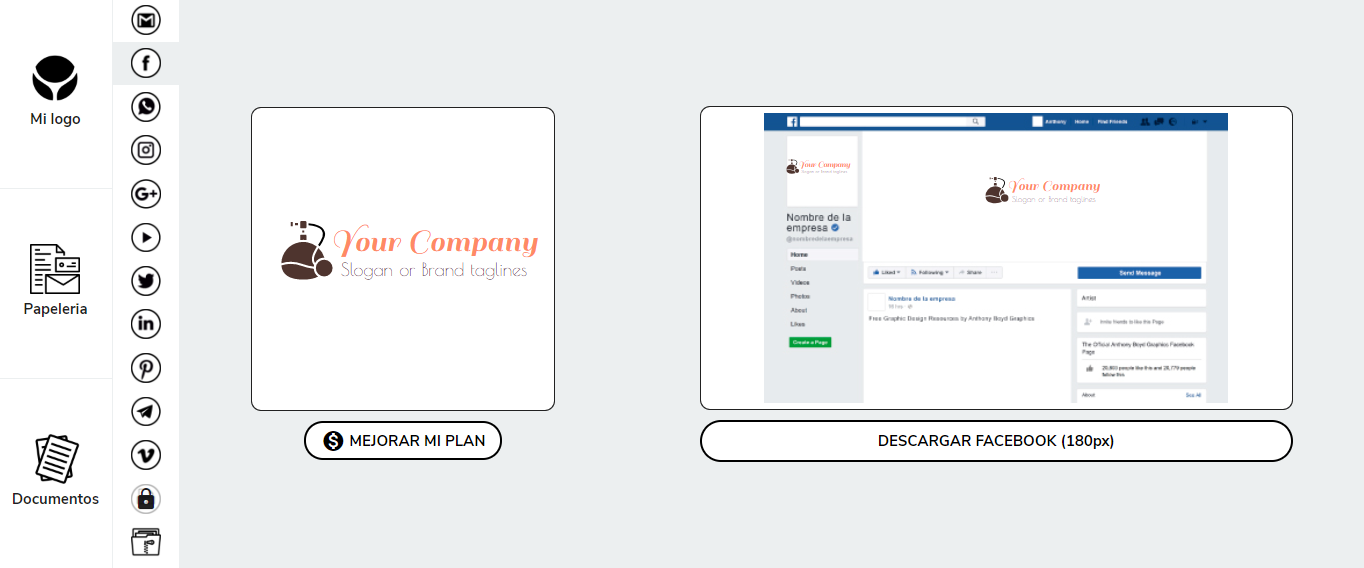 Mi logo
Papeleria
Documentos
Your Company
Slogan or Brand taglines
MEJORAR MI PLAN
Anthony
Home
Find Friends
Your Company
Slogan or Brand taglines
Your Company
Slogan or Brand taglines
Nombre de la
empresa
@nombredelaempresa
Home
Posts
Videos
Photos
About
Likes
Create a Page
Liked
Following
Share
Send Message
Nombre de la empresa
Free Graphic Design Resources by Anthony Boyd Graphics
Artist
Invite friends to like this Page
The Official Anthony Boyd Graphics Facebook
Page
people like this and
people
follow this
About
See All
DESCARGAR FACEBOOK (180px)